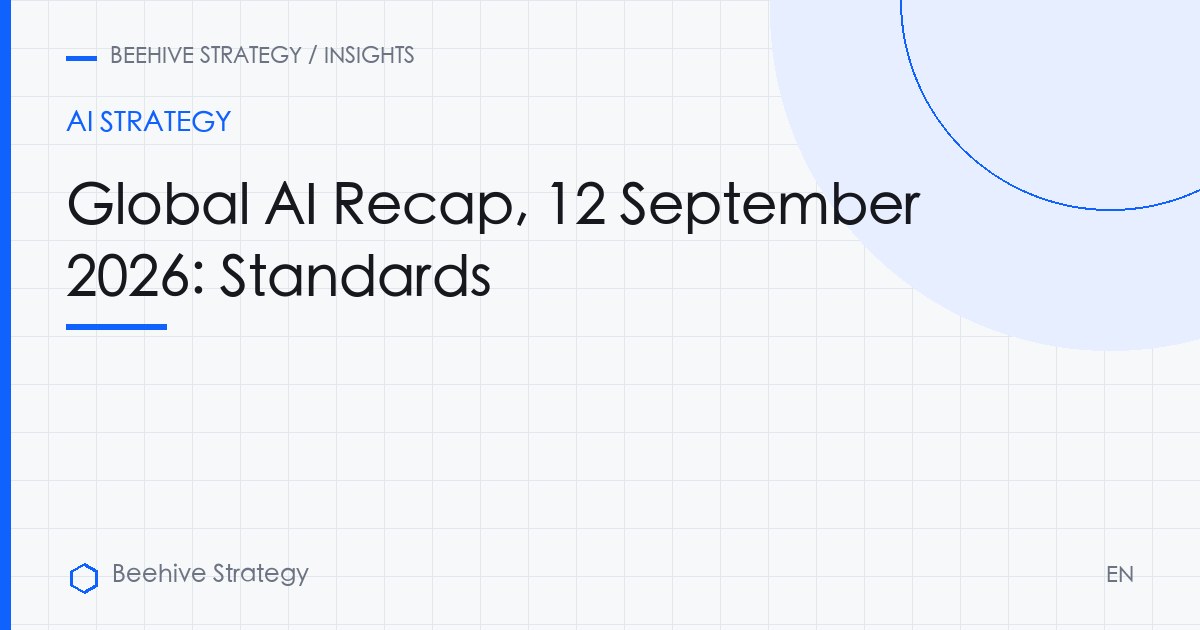 BEEHIVE STRATEGY / INSIGHTS
AI STRATEGY
Global AI Recap, 12 September
2026: Standards
Beehive Strategy
EN